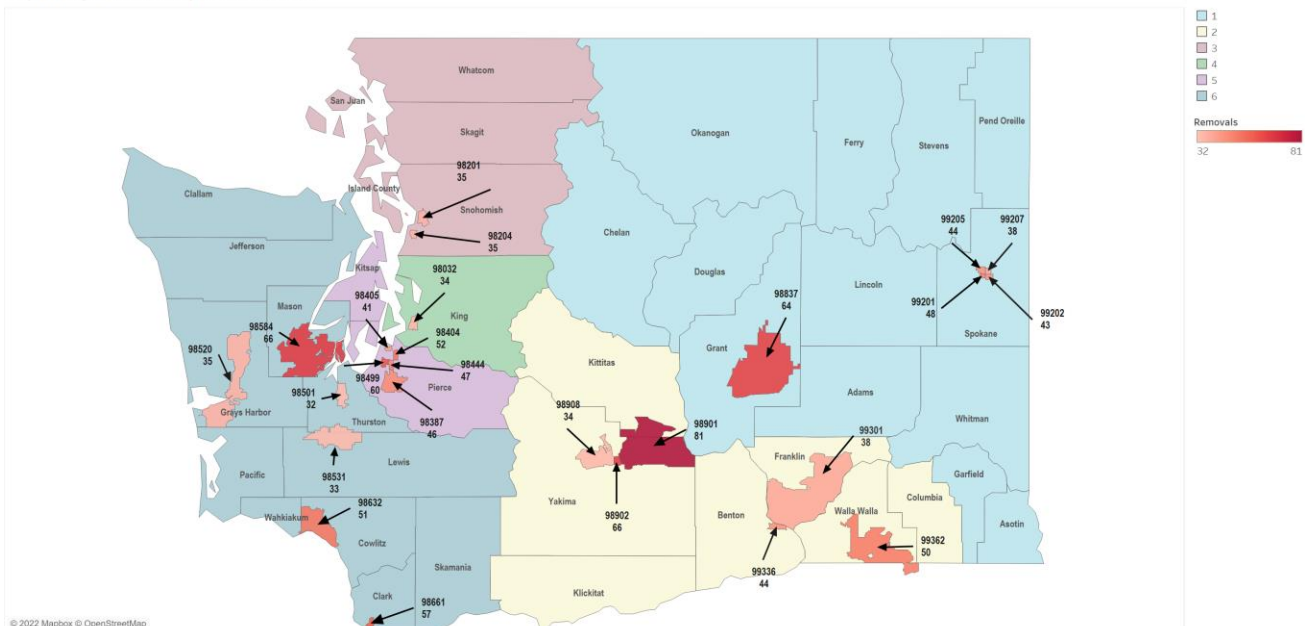 1
2
3
4
5
6
Removals
32 81
Whatcom
San Juan
Skagit
Okanogan
Ferry
Stevens
Pend Oreille
98201
35
Island County
Snohomish
98204
35
Clallam
Jefferson
Chelan
Douglas
Lincoln
99205
44
99207
38
99201
48
99202
43
Spokane
Kitsap
98405
41
98032
34
King
98404
52
98444
47
98499
60
98387
46
Pierce
Mason
98584
66
98520
35
Grays Harbor
98501
32
Thurston
98531
33
Lewis
Pacific
Kittitas
98837
64
Grant
Adams
Whitman
98908
34
98901
81
98902
66
Yakima
99301
38
Franklin
Benton
Walla Walla
Columbia
Garfield
Asotin
99362
50
99336
44
Wahkiakum
98632
51
Cowlitz
Skamania
Clark
98661
57
Klickitat
© 2022 Mapbox © OpenStreetMap